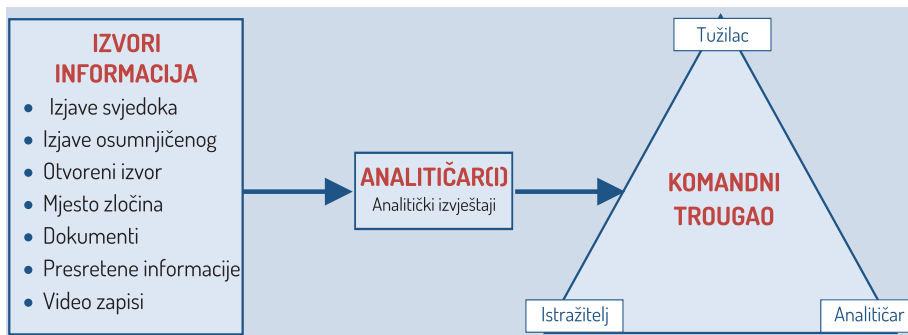 IZVORI
INFORMACIJA
• Izjave svjedoka
• Izjave osumnjičenog
• Otvoreni izvor
• Mjesto zločina
• Dokumenti
• Presretene informacije
• Video zapisi
ANALITIČAR(I)
Analitički izvještaji
Tužilac
KOMANDNI
TROUGAO
Istražitelj
Analitičar